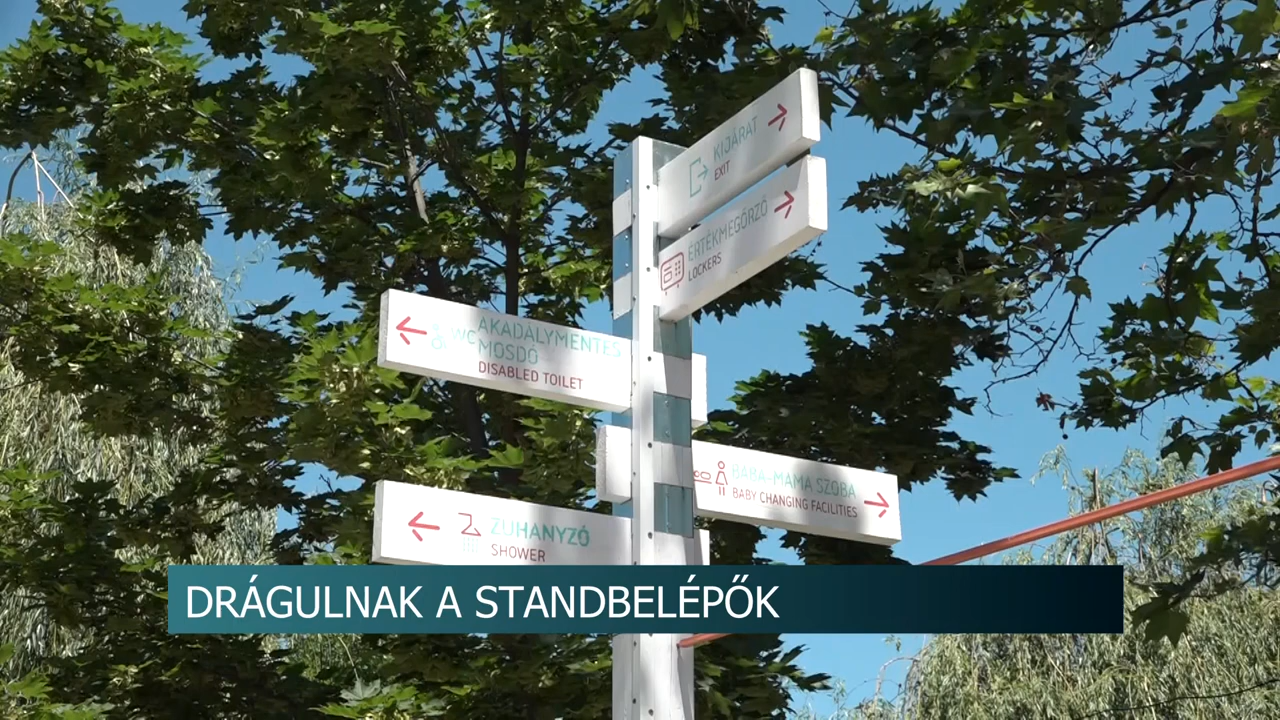 KIJÁRAT
EXIT
ÉRTÉKMEGŐRZŐ
LOCKERS
WC
AKADÁLYMENTES
MOSDÓ
DISABLED TOILET
BABA-MAMA SZOBA
BABY CHANGING FACILITIES
ZUHANYZÓ
SHOWER
DRÁGULNAK A STANDBELÉPŐK